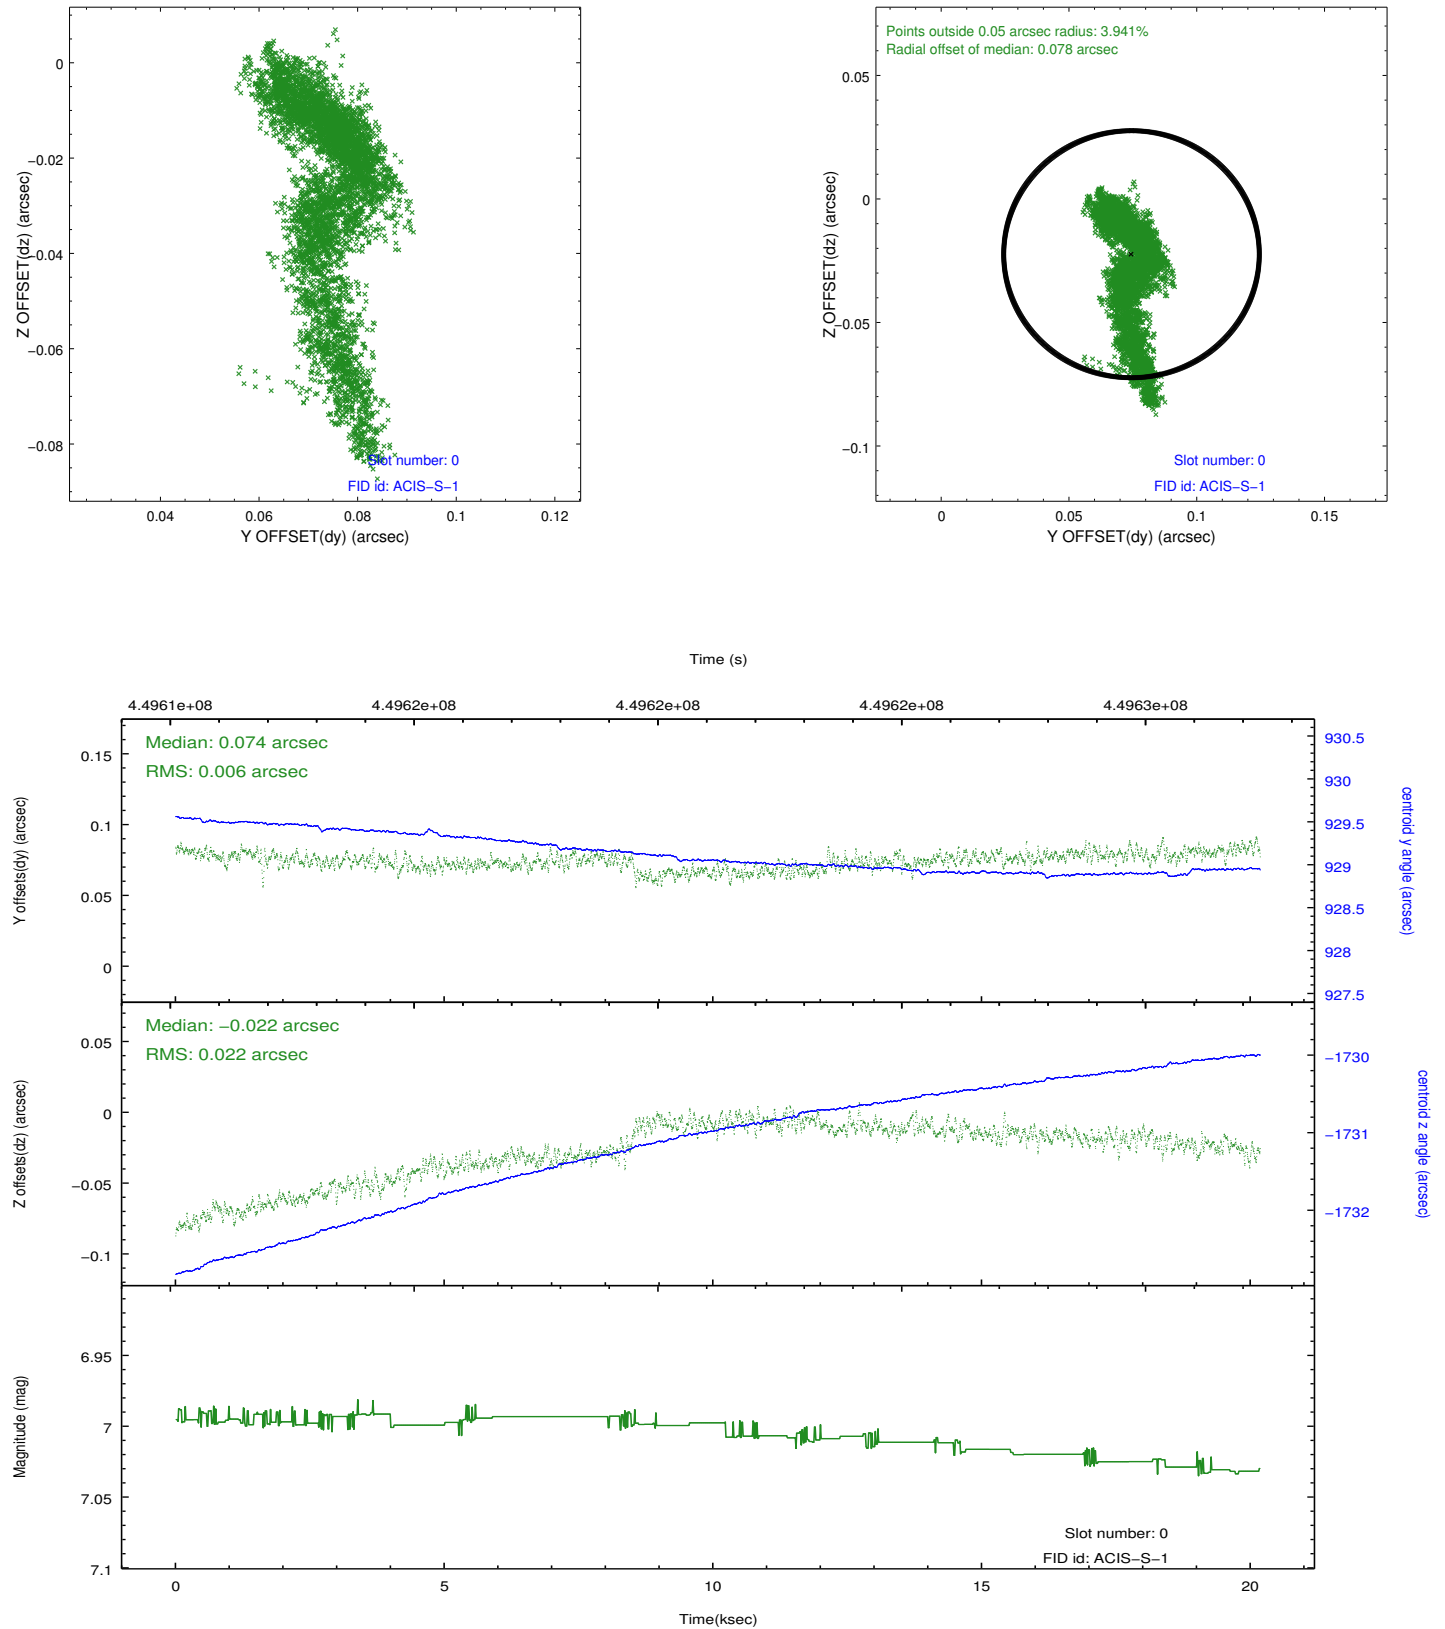 0
−0.02
−0.04
−0.06
−0.08
Z OFFSET(dz) (arcsec)
Slot number: 0
FID id: ACIS−S−1
0.04
0.06
0.08
0.1
0.12
Y OFFSET(dy) (arcsec)
Points outside 0.05 arcsec radius: 3.941%
Radial offset of median: 0.078 arcsec
0.05
0
−0.05
−0.1
Z OFFSET(dz) (arcsec)
Slot number: 0
FID id: ACIS−S−1
0
0.05
0.1
0.15
Y OFFSET(dy) (arcsec)
Time (s)
4.4961e+08
4.4962e+08
4.4962e+08
4.4962e+08
4.4963e+08
Median: 0.074 arcsec
RMS: 0.006 arcsec
0.15
0.1
0.05
0
Y offsets(dy) (arcsec)
930.5
930
929.5
929
928.5
928
927.5
centroid y angle (arcsec)
Median: −0.022 arcsec
RMS: 0.022 arcsec
0.05
0
−0.05
−0.1
Z offsets(dz) (arcsec)
−1730
−1731
−1732
centroid z angle (arcsec)
6.95
7
7.05
7.1
Magnitude (mag)
Slot number: 0
FID id: ACIS−S−1
0
5
10
15
20
Time(ksec)